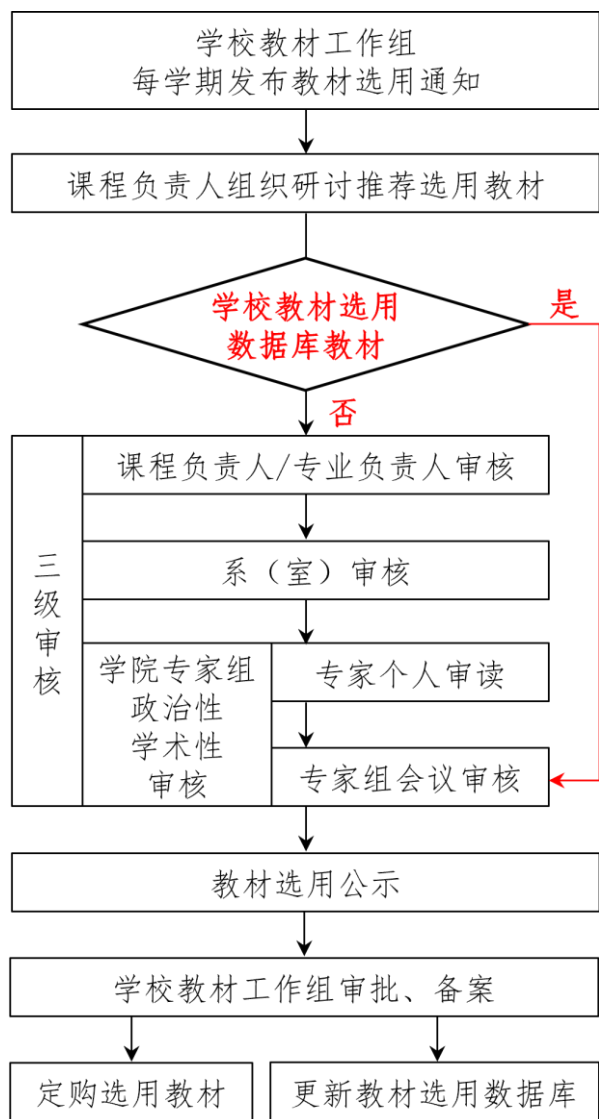 学校教材工作组
每学期发布教材选用通知
课程负责人组织研讨推荐选用教材
学校教材选用
数据库教材
是
否
三级审核
课程负责人/专业负责人审核
系（室）审核
学院专家组
政治性
学术性
审核
专家个人审读
专家组会议审核
教材选用公示
学校教材工作组审批、备案
定购选用教材
更新教材选用数据库